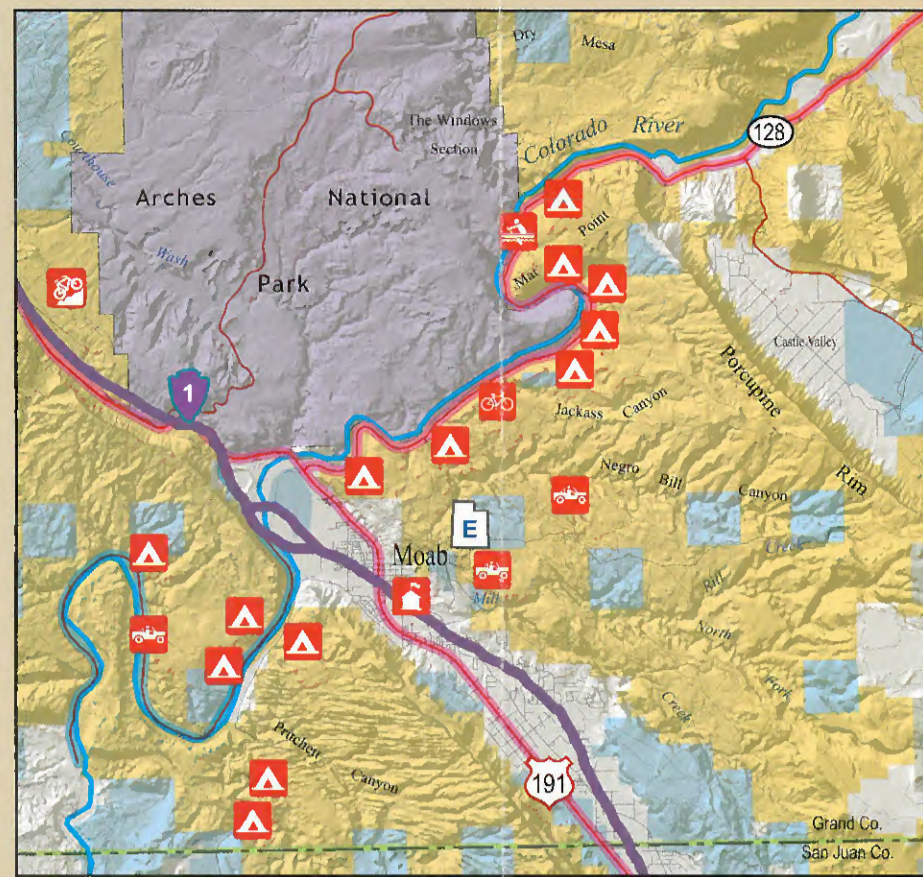 Dry
Mesa
The Windows
Section
Colorado River
128
Courthouse
Wash
Arches National
Park
Mat Point
1
Castle Valley
Porcupine
Rim
Jackass Canyon
Negro Bill Canyon
E
Moab
Creek
Mill
Bill
North
Fork
Creek
Pritchett
Canyon
191
Grand Co.
San Juan Co.